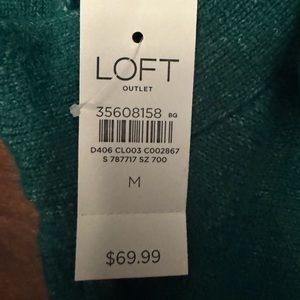 LOFT
OUTLET
35608158 BG
D406 CL003 C002867
S 787717 SZ 700
M
$69.99